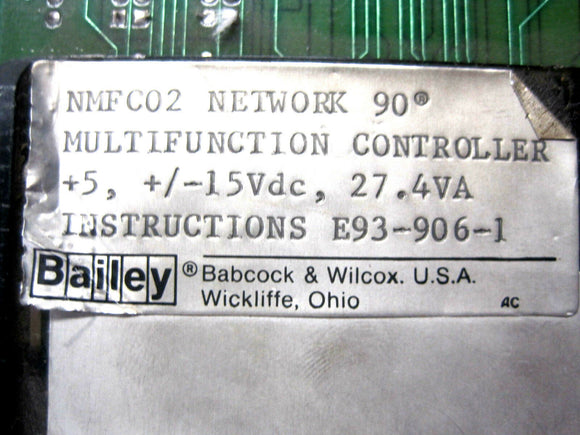 NMFC02 NETWORK 90®
MULTIFUNCTION CONTROLLER
+5, +/-15Vdc, 27.4VA
INSTRUCTIONS E93-906-1
Bailey ® Babcock & Wilcox. U.S.A.
Wickliffe, Ohio AC